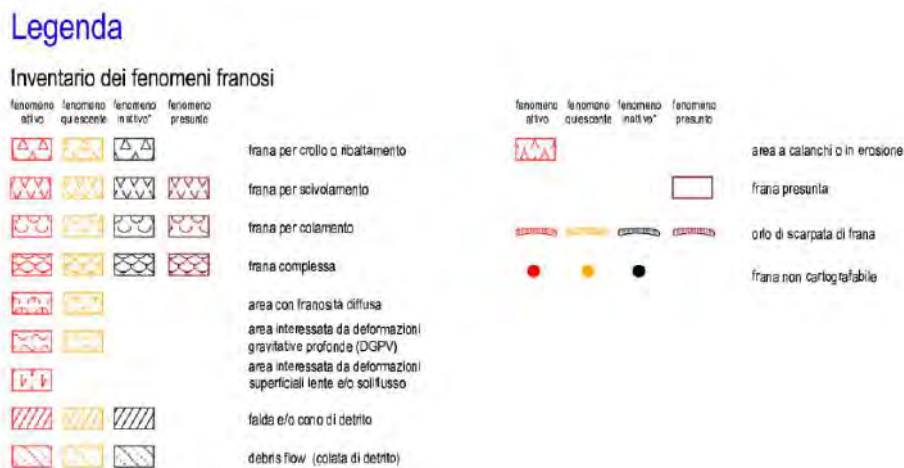 Legenda
Inventario dei fenomeni franosi
fenomeno attivo
fenomeno quiescente
fenomeno inattivo*
fenomeno presunto
frana per crollo o ribaltamento
frana per scivolamento
frana per colamento
frana complessa
area con franosità diffusa
area interessata da deformazioni
gravitative profonde (DGPV)
area interessata da deformazioni
superficiali lente e/o soliflusso
falda e/o cono di detrito
debris flow (colata di detrito)
fenomeno attivo
fenomeno quiescente
fenomeno inattivo*
fenomeno presunto
area a calanchi o in erosione
frana presunta
orlo di scarpata di frana
frana non cartografabile